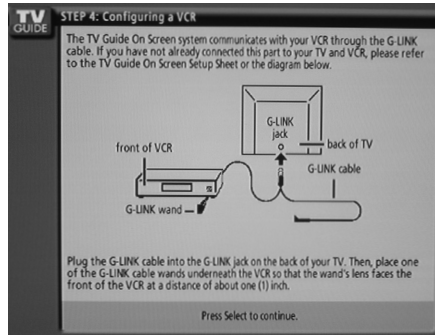 TV
GUIDE
STEP 4: Configuring a VCR
The TV Guide On Screen system communicates with your VCR through the G-LINK
cable. If you have not already connected this part to your TV and VCR, please refer
to the TV Guide On Screen Setup Sheet or the diagram below.
G-LINK
jack
front of VCR
back of TV
G-LINK cable
G-LINK wand
Plug the G-LINK cable into the G-LINK jack on the back of your TV. Then, place one
of the G-LINK cable wands underneath the VCR so that the wand's lens faces the
front of the VCR at a distance of about one (1) inch.
Press Select to continue.